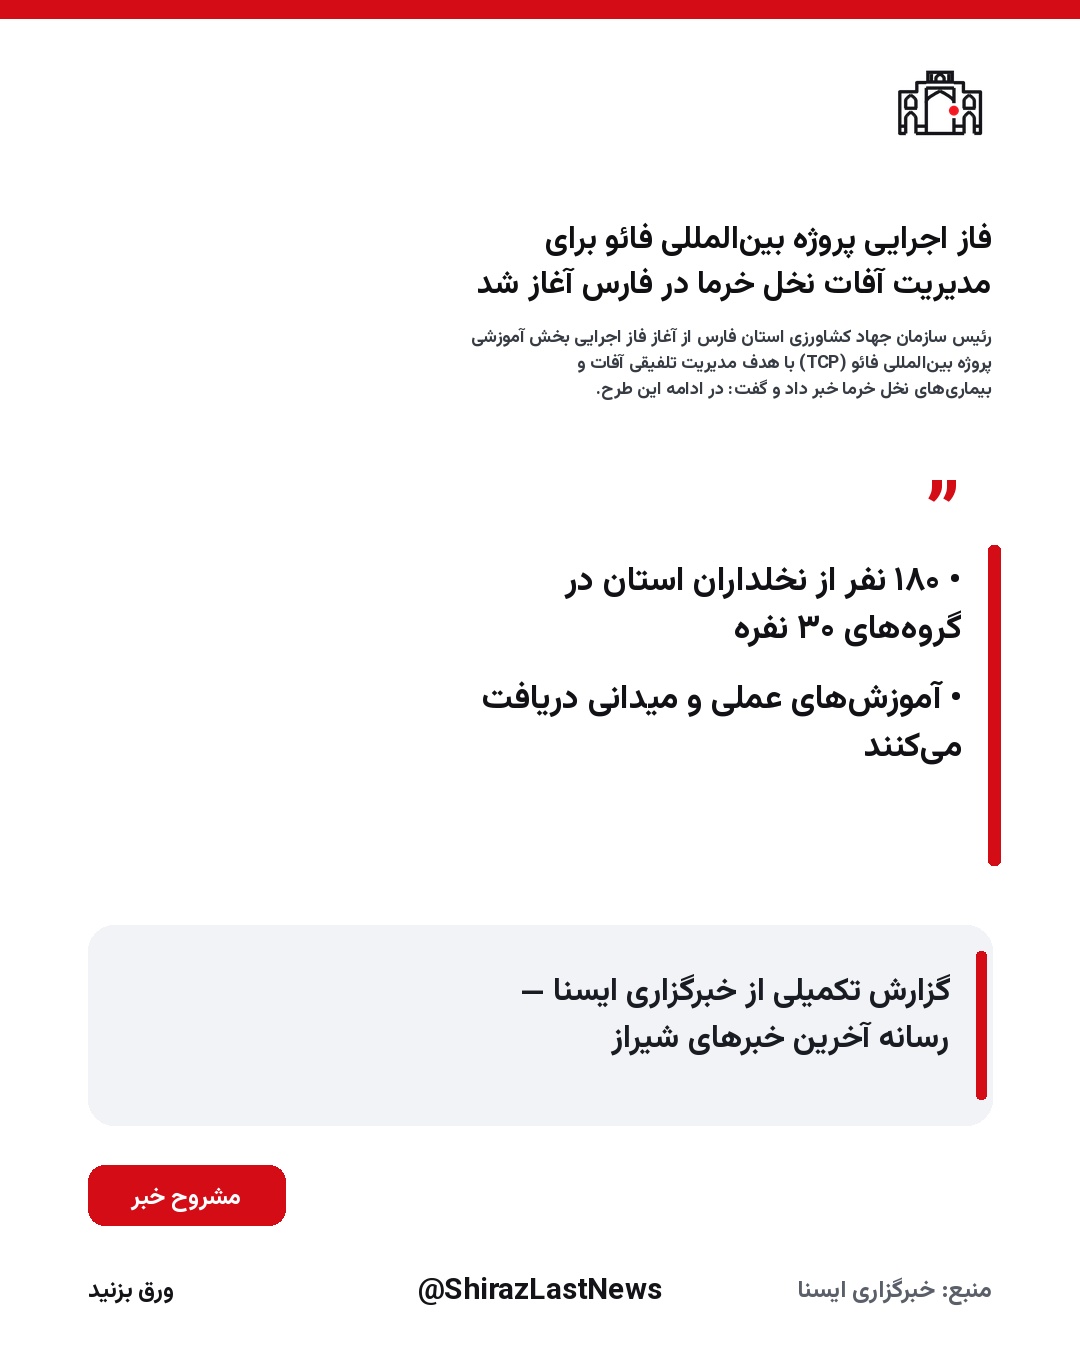 فاز اجرایی پروژه بین‌المللی فائو برای
مدیریت آفات نخل خرما در فارس آغاز شد
رئیس سازمان جهاد کشاورزی استان فارس از آغاز فاز اجرایی بخش آموزشی
پروژه بین‌المللی فائو (TCP) با هدف مدیریت تلفیقی آفات و
بیماری‌های نخل خرما خبر داد و گفت: در ادامه این طرح.
”
• ۱۸۰ نفر از نخلداران استان در
گروه‌های ۳۰ نفره
• آموزش‌های عملی و میدانی دریافت
می‌کنند
گزارش تکمیلی از خبرگزاری ایسنا —
رسانه آخرین خبرهای شیراز
مشروح خبر
منبع: خبرگزاری ایسنا
@ShirazLastNews
ورق بزنید